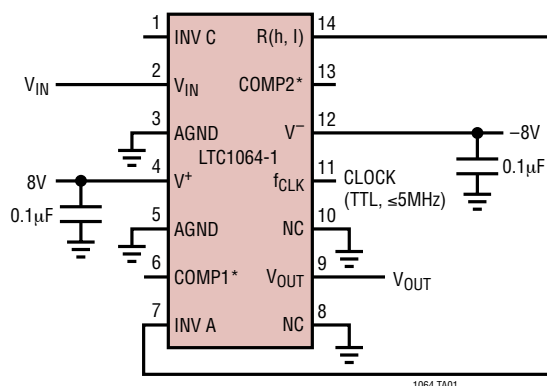 1 INV C R(h, I) 14
V_IN 2 V_IN COMP2* 13
3 AGND V⁻ 12 –8V
LTC1064-1
8V 4 V⁺ f_CLK 11 CLOCK
(TTL, ≤5MHz)
0.1µF
0.1µF
5 AGND NC 10
6 COMP1* V_OUT 9 V_OUT
7 INV A NC 8
1064 TA01